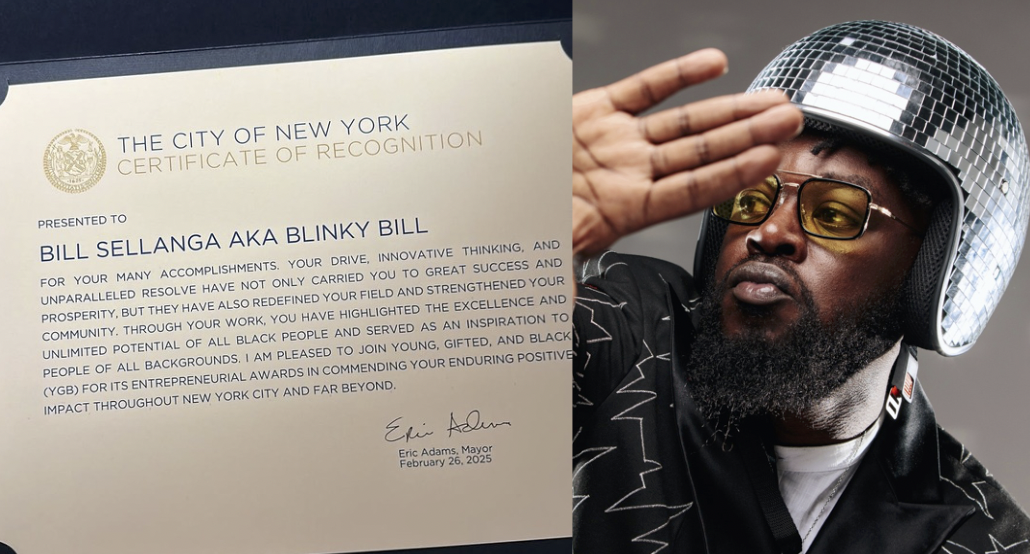 THE CITY OF NEW YORK
CERTIFICATE OF RECOGNITION
PRESENTED TO
BILL SELLANGA AKA BLINKY BILL
FOR YOUR MANY ACCOMPLISHMENTS. YOUR DRIVE, INNOVATIVE THINKING, AND
UNPARALLELED RESOLVE HAVE NOT ONLY CARRIED YOU TO GREAT SUCCESS AND
PROSPERITY, BUT THEY HAVE ALSO REDEFINED YOUR FIELD AND STRENGTHENED YOUR
COMMUNITY. THROUGH YOUR WORK, YOU HAVE HIGHLIGHTED THE EXCELLENCE AND
UNLIMITED POTENTIAL OF ALL BLACK PEOPLE AND SERVED AS AN INSPIRATION TO
PEOPLE OF ALL BACKGROUNDS. I AM PLEASED TO JOIN YOUNG, GIFTED, AND BLACK
(YGB) FOR ITS ENTREPRENEURIAL AWARDS IN COMMENDING YOUR ENDURING POSITIVE
IMPACT THROUGHOUT NEW YORK CITY AND FAR BEYOND.
Eric Adams
Eric Adams, Mayor
February 26, 2025